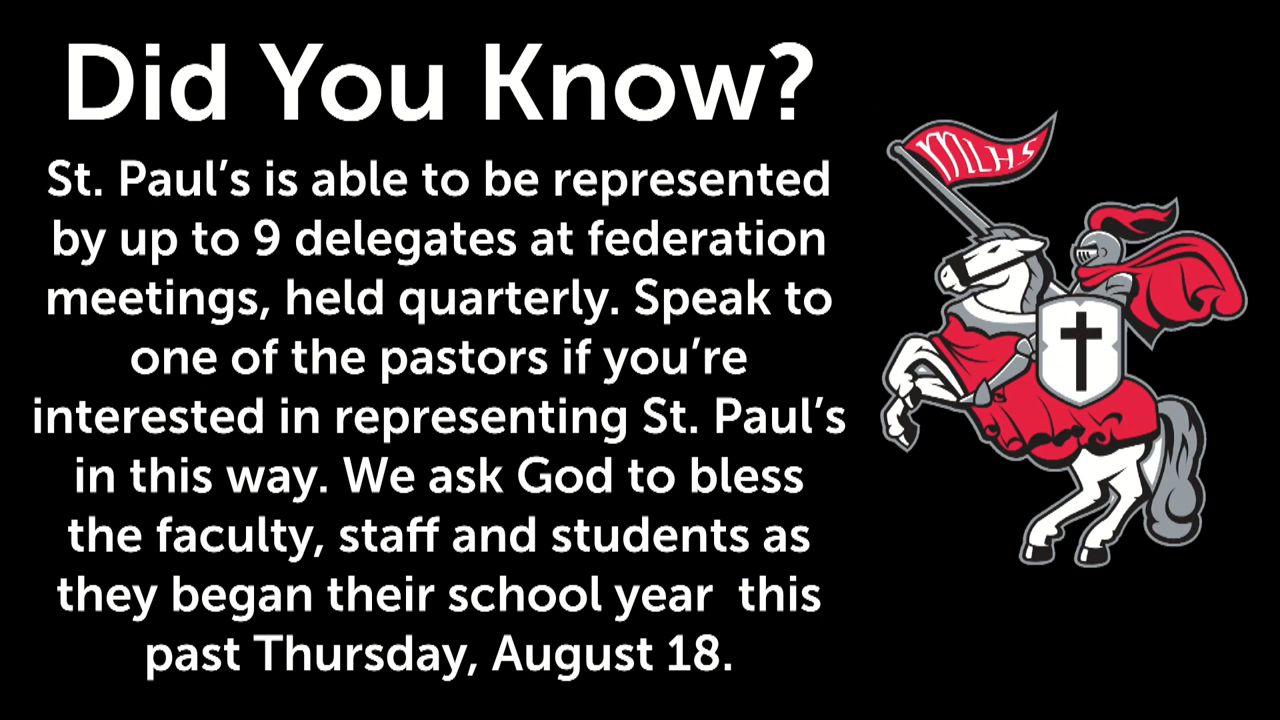 Did You Know?
St. Paul’s is able to be represented
by up to 9 delegates at federation
meetings, held quarterly. Speak to
one of the pastors if you’re
interested in representing St. Paul’s
in this way. We ask God to bless
the faculty, staff and students as
they began their school year  this
past Thursday, August 18.
MLHS